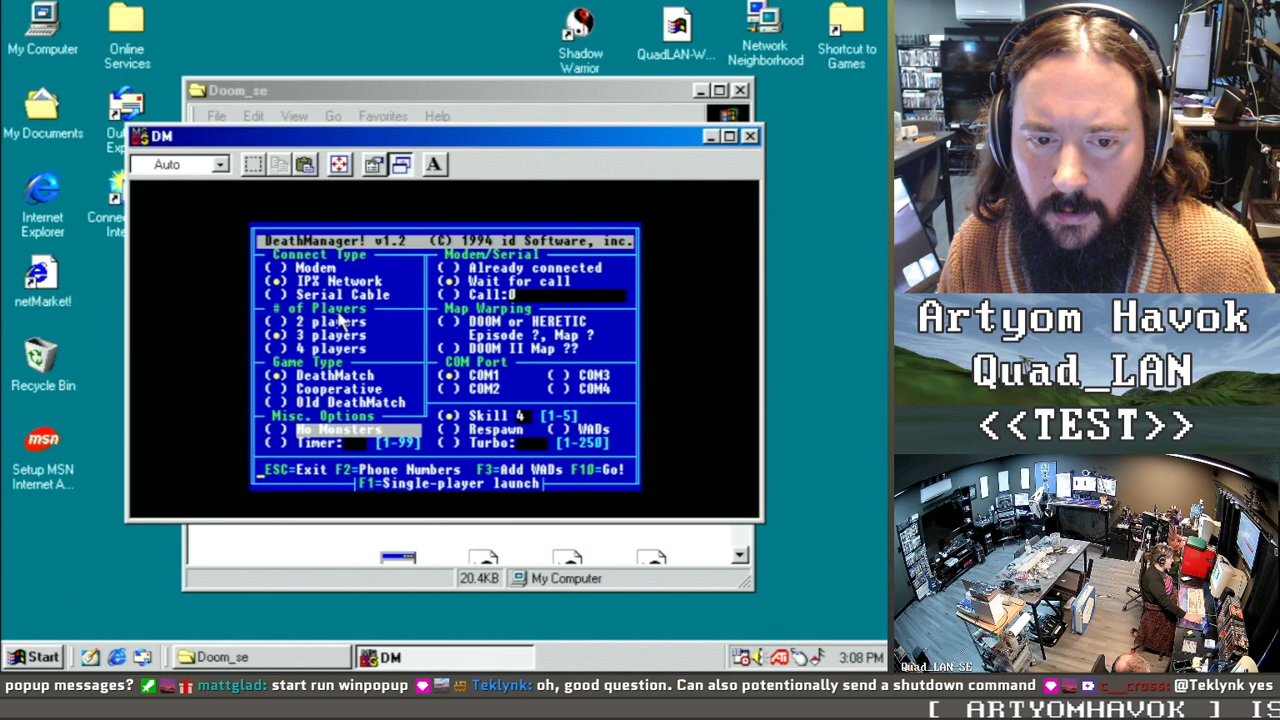 My Computer
Online
Services
Shadow
Warrior
QuadLAN-W...
Network
Neighborhood
Shortcut to
Games
My Documents
Internet
Explorer
netMarket!
Recycle Bin
Setup MSN
Internet A...
Doom_se
File Edit View Go Favorites Help
DM
Auto
A
DeathManager! v1.2 (C) 1994 id Software, inc.
Connect Type
( ) Modem
(•) IPX Network
( ) Serial Cable
# of Players
( ) 2 players
(•) 3 players
( ) 4 players
Game Type
(•) DeathMatch
( ) Cooperative
( ) Old DeathMatch
Misc. Options
( ) No Monsters
( ) Timer: [1-99]
Modem/Serial
( ) Already connected
(•) Wait for call
( ) Call:0
Map Warping
( ) DOOM or HERETIC
Episode ?, Map ?
( ) DOOM II Map ??
COM Port
(•) COM1 ( ) COM3
( ) COM2 ( ) COM4
(•) Skill 4 [1-5]
( ) Respawn ( ) WADs
( ) Turbo: [1-250]
ESC=Exit F2=Phone Numbers F3=Add WADs F10=Go!
F1=Single-player launch
20.4KB My Computer
Start Doom_se DM 3:08 PM
Artyom Havok
Quad_LAN
<<TEST>>
Quad_LAN-SE
popup messages? mattglad: start run winpopup Teklynk: oh, good question. Can also potentially send a shutdown command c__cross: @Teklynk yes
[ ARTYOMHAVOK ] IS